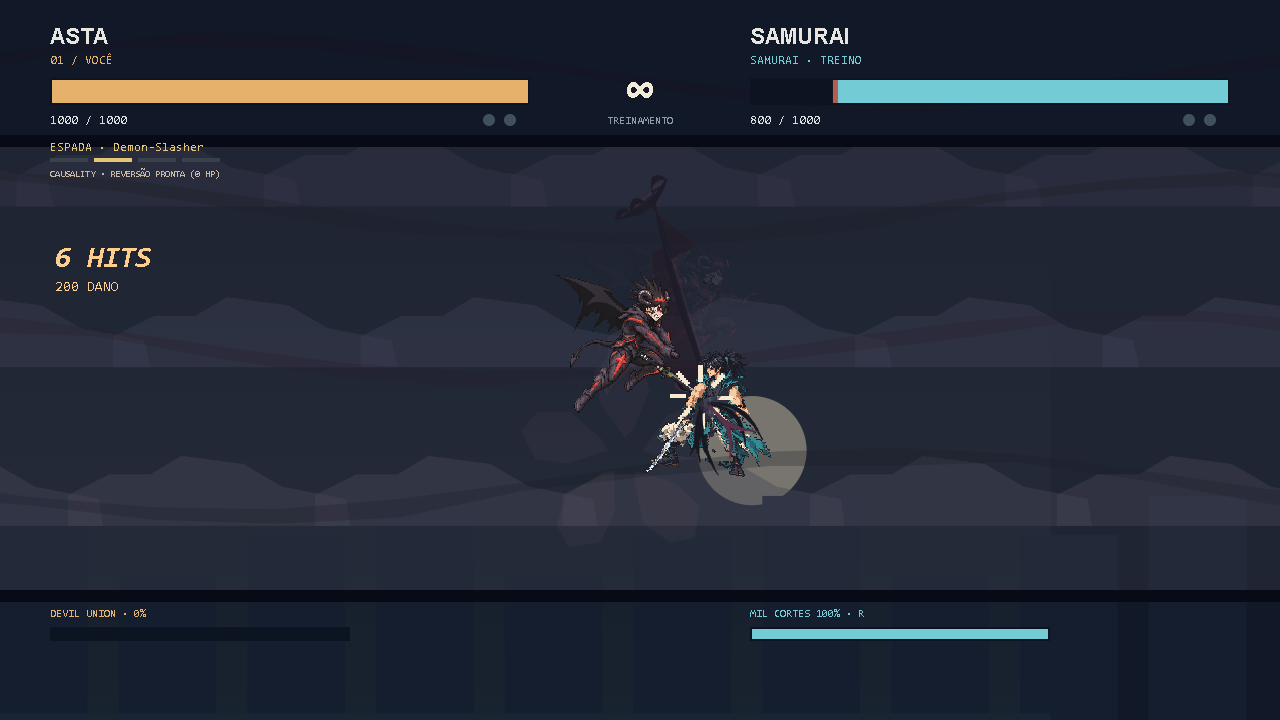 ASTA
01 / VOCÊ
1000 / 1000
∞
TREINAMENTO
SAMURAI
SAMURAI · TREINO
800 / 1000
ESPADA · Demon-Slasher
CAUSALITY · REVERSÃO PRONTA (0 HP)
6 HITS
200 DANO
DEVIL UNION · 0%
MIL CORTES 100% · R